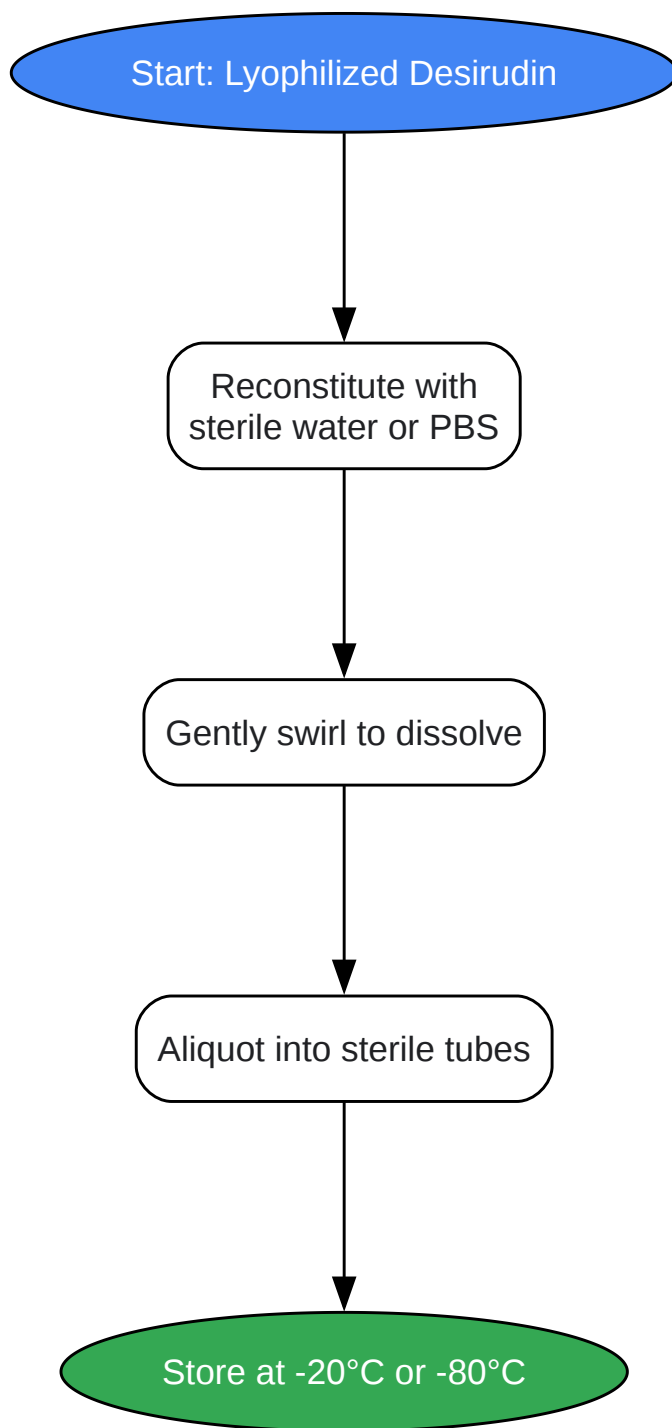 Start: Lyophilized Desirudin
Reconstitute with
sterile water or PBS
Gently swirl to dissolve
Aliquot into sterile tubes
Store at -20°C or -80°C